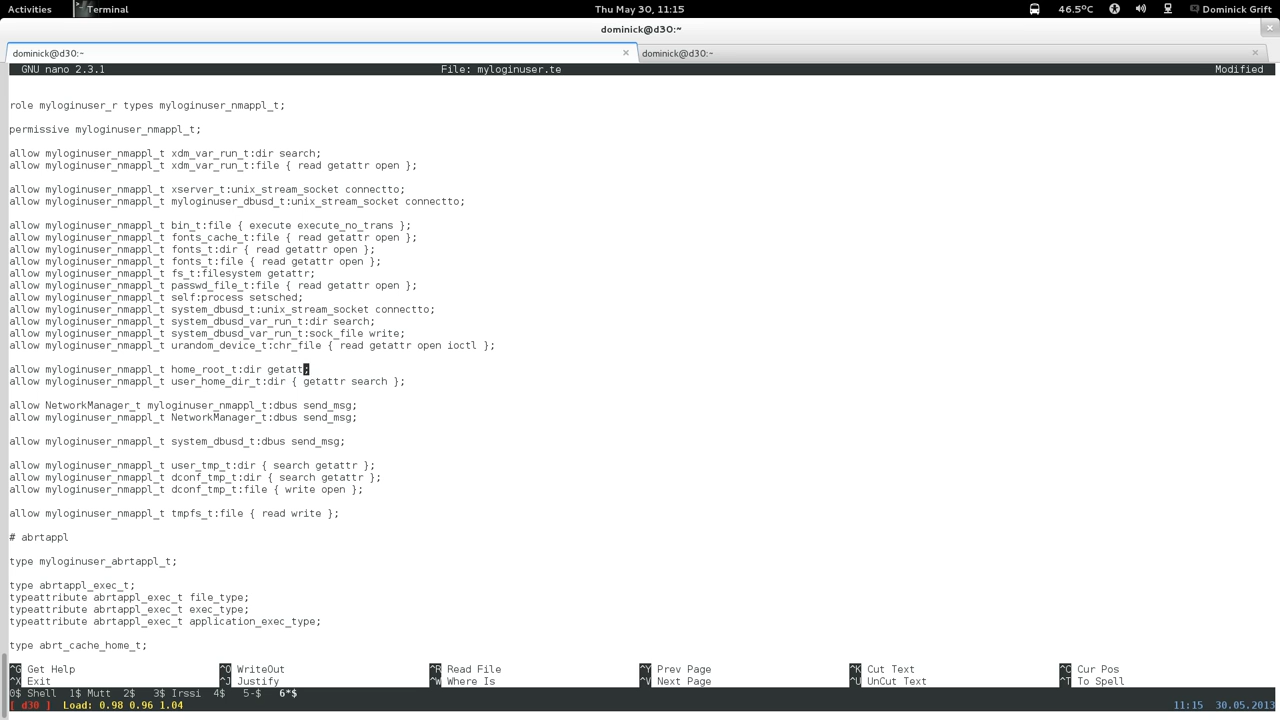 Activities Terminal Thu May 30, 11:15 46.5°C Dominick Grift
dominick@d30:~
dominick@d30:~ dominick@d30:~
GNU nano 2.3.1 File: myloginuser.te Modified
role myloginuser_r types myloginuser_nmappl_t;
permissive myloginuser_nmappl_t;
allow myloginuser_nmappl_t xdm_var_run_t:dir search;
allow myloginuser_nmappl_t xdm_var_run_t:file { read getattr open };
allow myloginuser_nmappl_t xserver_t:unix_stream_socket connectto;
allow myloginuser_nmappl_t myloginuser_dbusd_t:unix_stream_socket connectto;
allow myloginuser_nmappl_t bin_t:file { execute execute_no_trans };
allow myloginuser_nmappl_t fonts_cache_t:file { read getattr open };
allow myloginuser_nmappl_t fonts_t:dir { read getattr open };
allow myloginuser_nmappl_t fonts_t:file { read getattr open };
allow myloginuser_nmappl_t fs_t:filesystem getattr;
allow myloginuser_nmappl_t passwd_file_t:file { read getattr open };
allow myloginuser_nmappl_t self:process setsched;
allow myloginuser_nmappl_t system_dbusd_t:unix_stream_socket connectto;
allow myloginuser_nmappl_t system_dbusd_var_run_t:dir search;
allow myloginuser_nmappl_t system_dbusd_var_run_t:sock_file write;
allow myloginuser_nmappl_t urandom_device_t:chr_file { read getattr open ioctl };
allow myloginuser_nmappl_t home_root_t:dir getatt;
allow myloginuser_nmappl_t user_home_dir_t:dir { getattr search };
allow NetworkManager_t myloginuser_nmappl_t:dbus send_msg;
allow myloginuser_nmappl_t NetworkManager_t:dbus send_msg;
allow myloginuser_nmappl_t system_dbusd_t:dbus send_msg;
allow myloginuser_nmappl_t user_tmp_t:dir { search getattr };
allow myloginuser_nmappl_t dconf_tmp_t:dir { search getattr };
allow myloginuser_nmappl_t dconf_tmp_t:file { write open };
allow myloginuser_nmappl_t tmpfs_t:file { read write };
# abrtappl
type myloginuser_abrtappl_t;
type abrtappl_exec_t;
typeattribute abrtappl_exec_t file_type;
typeattribute abrtappl_exec_t exec_type;
typeattribute abrtappl_exec_t application_exec_type;
type abrt_cache_home_t;
^G Get Help ^O WriteOut ^R Read File ^Y Prev Page ^K Cut Text ^C Cur Pos
^X Exit ^J Justify ^W Where Is ^V Next Page ^U UnCut Text ^T To Spell
0$ Shell 1$ Mutt 2$ 3$ Irssi 4$ 5-$ 6*$
[ d30 ] Load: 0.98 0.96 1.04 11:15 30.05.2013